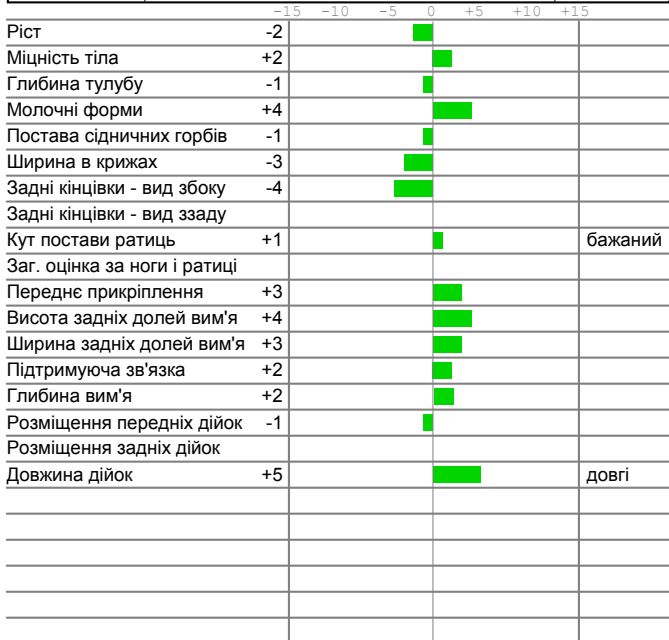 -15 -10 -5 0 +5 +10 +15
Ріст -2
Міцність тіла +2
Глибина тулубу -1
Молочні форми +4
Постава сідничних горбів -1
Ширина в крижах -3
Задні кінцівки - вид збоку -4
Задні кінцівки - вид ззаду
Кут постави ратиць +1 бажаний
Заг. оцінка за ноги і ратиці
Переднє прикріплення +3
Висота задніх долей вим'я +4
Ширина задніх долей вим'я +3
Підтримуюча зв'язка +2
Глибина вим'я +2
Розміщення передніх дійок -1
Розміщення задніх дійок
Довжина дійок +5 довгі